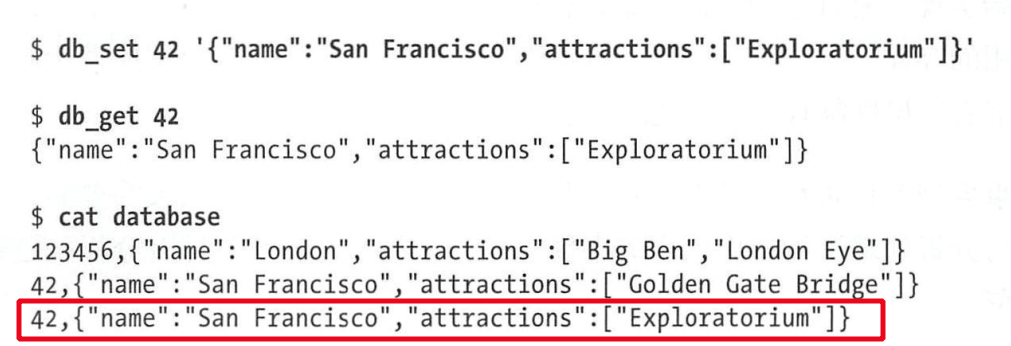 $ db_set 42 '{"name":"San Francisco","attractions":["Exploratorium"]}'
$ db_get 42
{"name":"San Francisco","attractions":["Exploratorium"]}
$ cat database
123456,{"name":"London","attractions":["Big Ben","London Eye"]}
42,{"name":"San Francisco","attractions":["Golden Gate Bridge"]}
42,{"name":"San Francisco","attractions":["Exploratorium"]}